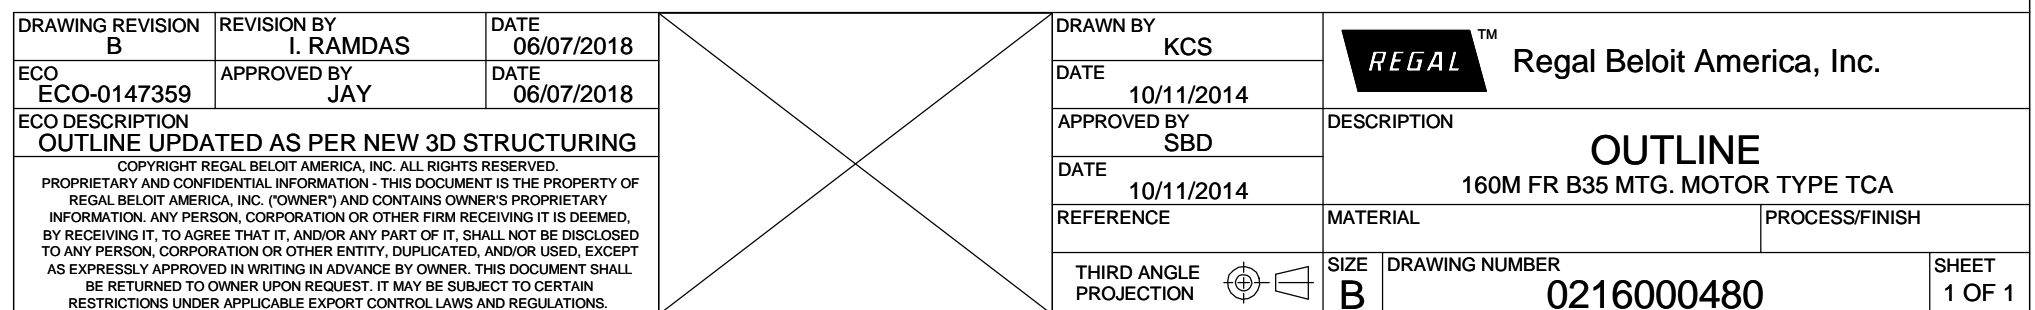 DRAWING REVISION
B
REVISION BY
I. RAMDAS
DATE
06/07/2018
ECO
ECO-0147359
APPROVED BY
JAY
DATE
06/07/2018
ECO DESCRIPTION
OUTLINE UPDATED AS PER NEW 3D STRUCTURING
COPYRIGHT REGAL BELOIT AMERICA, INC. ALL RIGHTS RESERVED.
PROPRIETARY AND CONFIDENTIAL INFORMATION - THIS DOCUMENT IS THE PROPERTY OF
REGAL BELOIT AMERICA, INC. ("OWNER") AND CONTAINS OWNER'S PROPRIETARY
INFORMATION. ANY PERSON, CORPORATION OR OTHER FIRM RECEIVING IT IS DEEMED,
BY RECEIVING IT, TO AGREE THAT IT, AND/OR ANY PART OF IT, SHALL NOT BE DISCLOSED
TO ANY PERSON, CORPORATION OR OTHER ENTITY, DUPLICATED, AND/OR USED, EXCEPT
AS EXPRESSLY APPROVED IN WRITING IN ADVANCE BY OWNER. THIS DOCUMENT SHALL
BE RETURNED TO OWNER UPON REQUEST. IT MAY BE SUBJECT TO CERTAIN
RESTRICTIONS UNDER APPLICABLE EXPORT CONTROL LAWS AND REGULATIONS.
DRAWN BY
KCS
DATE
10/11/2014
APPROVED BY
SBD
DATE
10/11/2014
REFERENCE
THIRD ANGLE
PROJECTION
REGAL ™
Regal Beloit America, Inc.
DESCRIPTION
OUTLINE
160M FR B35 MTG. MOTOR TYPE TCA
MATERIAL
PROCESS/FINISH
SIZE
B
DRAWING NUMBER
0216000480
SHEET
1 OF 1